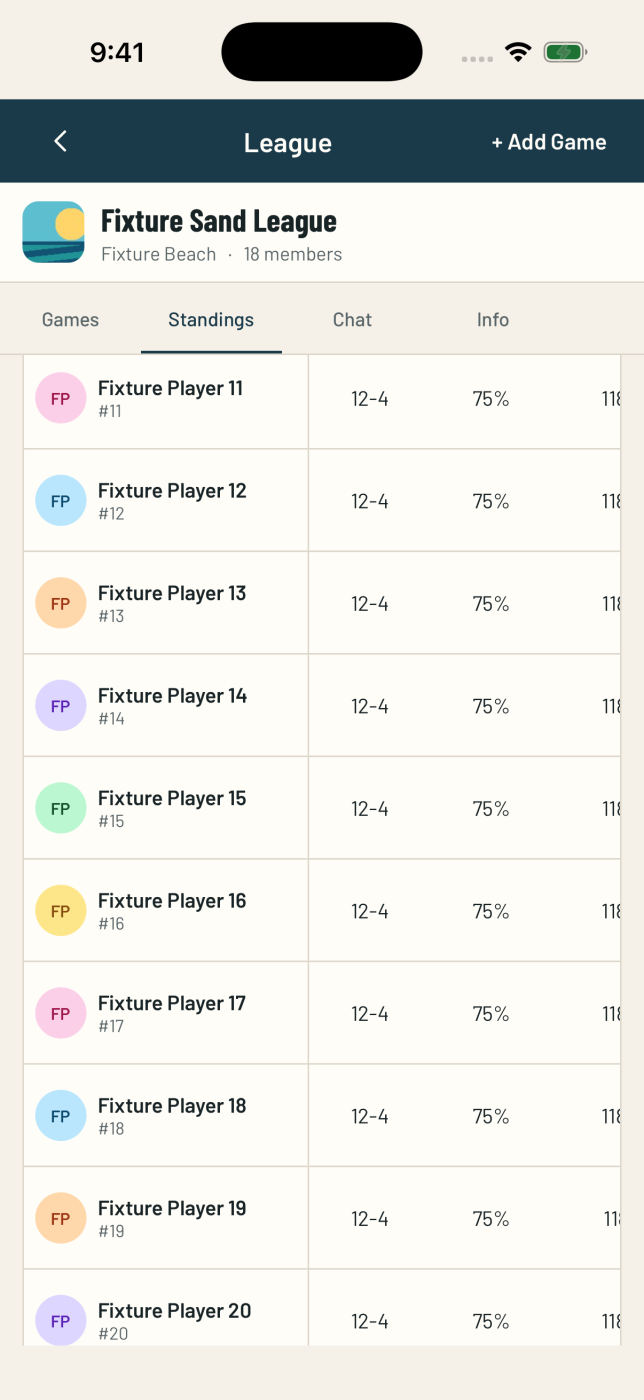 9:41
League
+ Add Game
Fixture Sand League
Fixture Beach · 18 members
Games Standings Chat Info
FP Fixture Player 11 12-4 75%
#11
FP Fixture Player 12 12-4 75%
#12
FP Fixture Player 13 12-4 75%
#13
FP Fixture Player 14 12-4 75%
#14
FP Fixture Player 15 12-4 75%
#15
FP Fixture Player 16 12-4 75%
#16
FP Fixture Player 17 12-4 75%
#17
FP Fixture Player 18 12-4 75%
#18
FP Fixture Player 19 12-4 75%
#19
FP Fixture Player 20 12-4 75%
#20